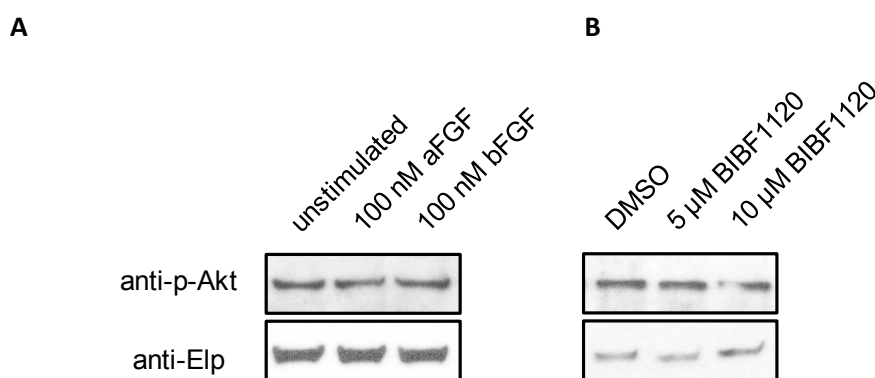 A
B
unstimulated
100 nM aFGF
100 nM bFGF
DMSO
5 µM BIBF1120
10 µM BIBF1120
anti-p-Akt
anti-Elp